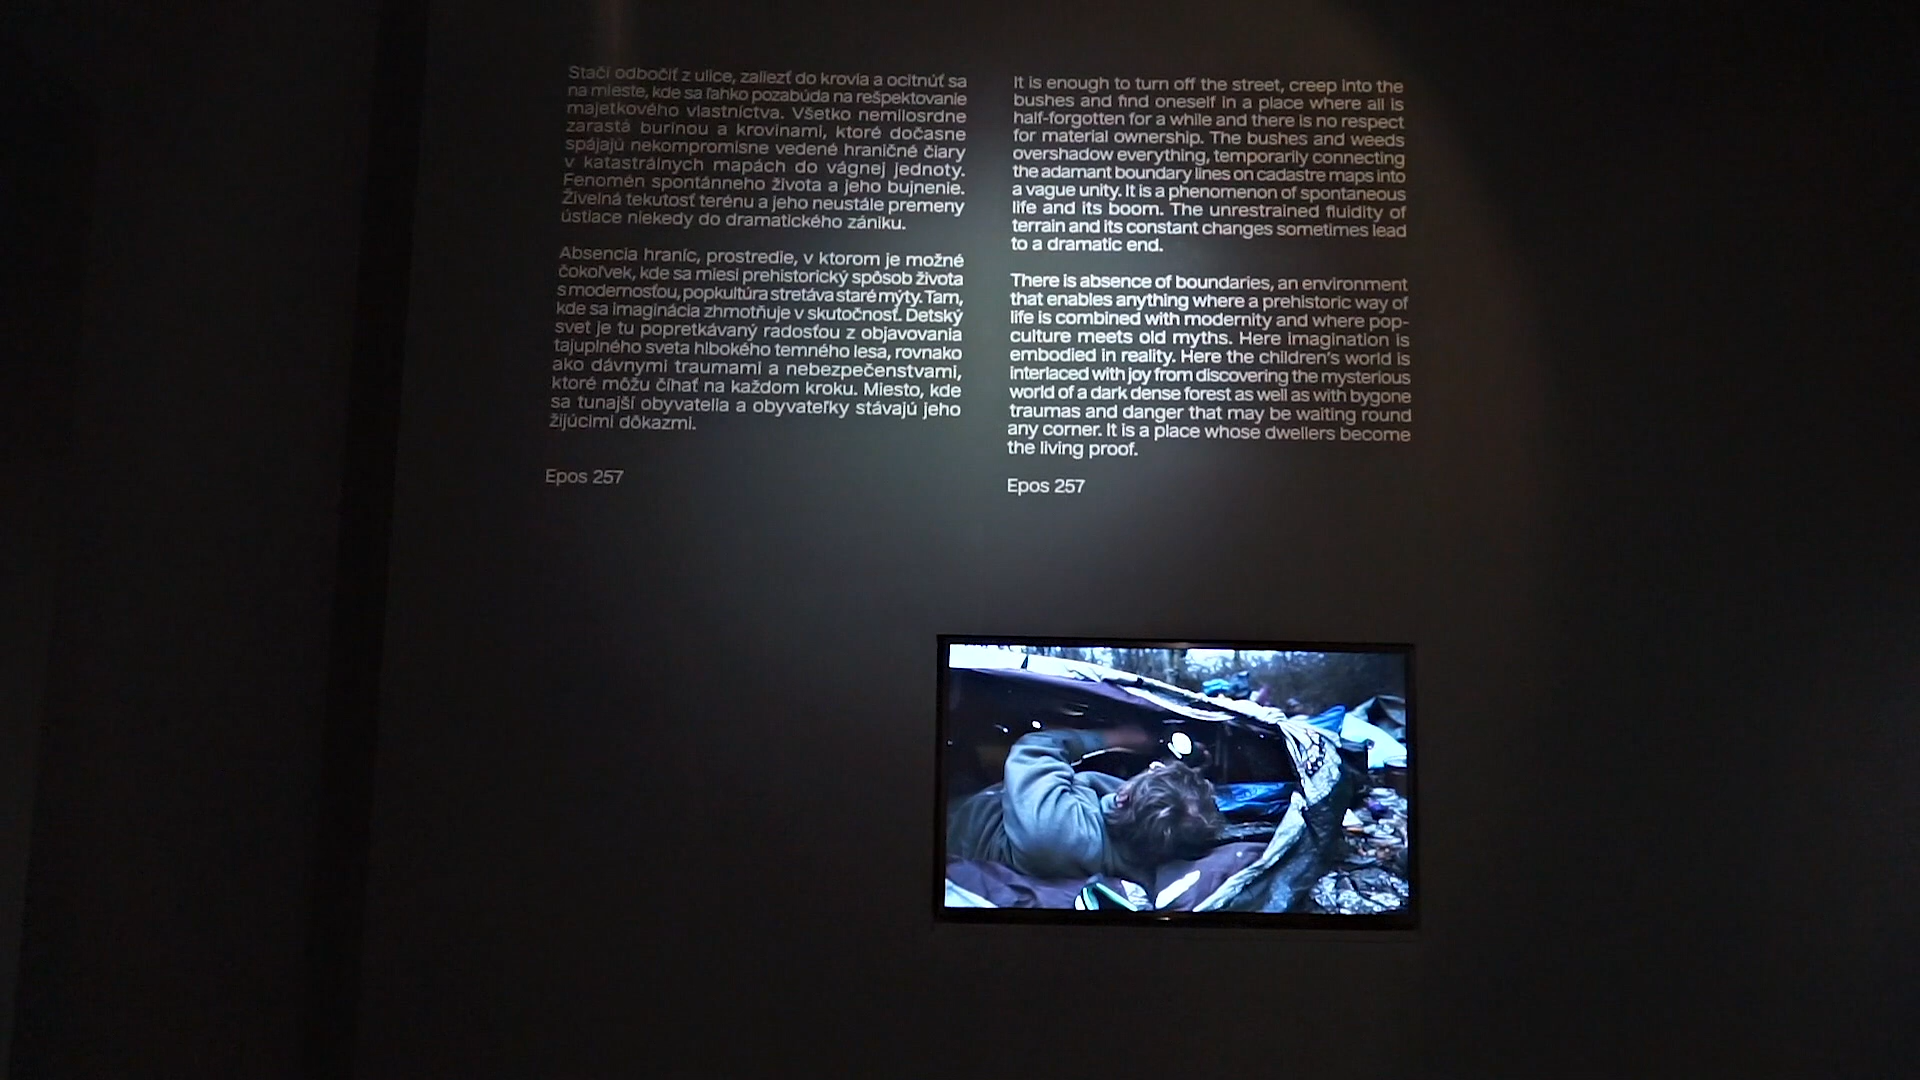 Stačí odbočiť z ulice, zaliezť do krovia a ocitnúť sa
na mieste, kde sa ľahko pozabúda na rešpektovanie
majetkového vlastníctva. Všetko nemilosrdne
zarastá burinou a krovinami, ktoré dočasne
spájajú nekompromisne vedené hraničné čiary
v katastrálnych mapách do vágnej jednoty.
Fenomén spontánneho života a jeho bujnenie.
Živelná tekutosť terénu a jeho neustále premeny
ústiace niekedy do dramatického zániku.
Absencia hraníc, prostredie, v ktorom je možné
čokoľvek, kde sa miesi prehistorický spôsob života
s modernosťou, popkultúra stretáva staré mýty. Tam,
kde sa imaginácia zhmotňuje v skutočnosť. Detský
svet je tu popretkávaný radosťou z objavovania
tajuplného sveta hlbokého temného lesa, rovnako
ako dávnymi traumami a nebezpečenstvami,
ktoré môžu číhať na každom kroku. Miesto, kde
sa tunajší obyvatelia a obyvateľky stávajú jeho
žijúcimi dôkazmi.
Epos 257
It is enough to turn off the street, creep into the
bushes and find oneself in a place where all is
half-forgotten for a while and there is no respect
for material ownership. The bushes and weeds
overshadow everything, temporarily connecting
the adamant boundary lines on cadastre maps into
a vague unity. It is a phenomenon of spontaneous
life and its boom. The unrestrained fluidity of
terrain and its constant changes sometimes lead
to a dramatic end.
There is absence of boundaries, an environment
that enables anything where a prehistoric way of
life is combined with modernity and where pop-
culture meets old myths. Here imagination is
embodied in reality. Here the children's world is
interlaced with joy from discovering the mysterious
world of a dark dense forest as well as with bygone
traumas and danger that may be waiting round
any corner. It is a place whose dwellers become
the living proof.
Epos 257